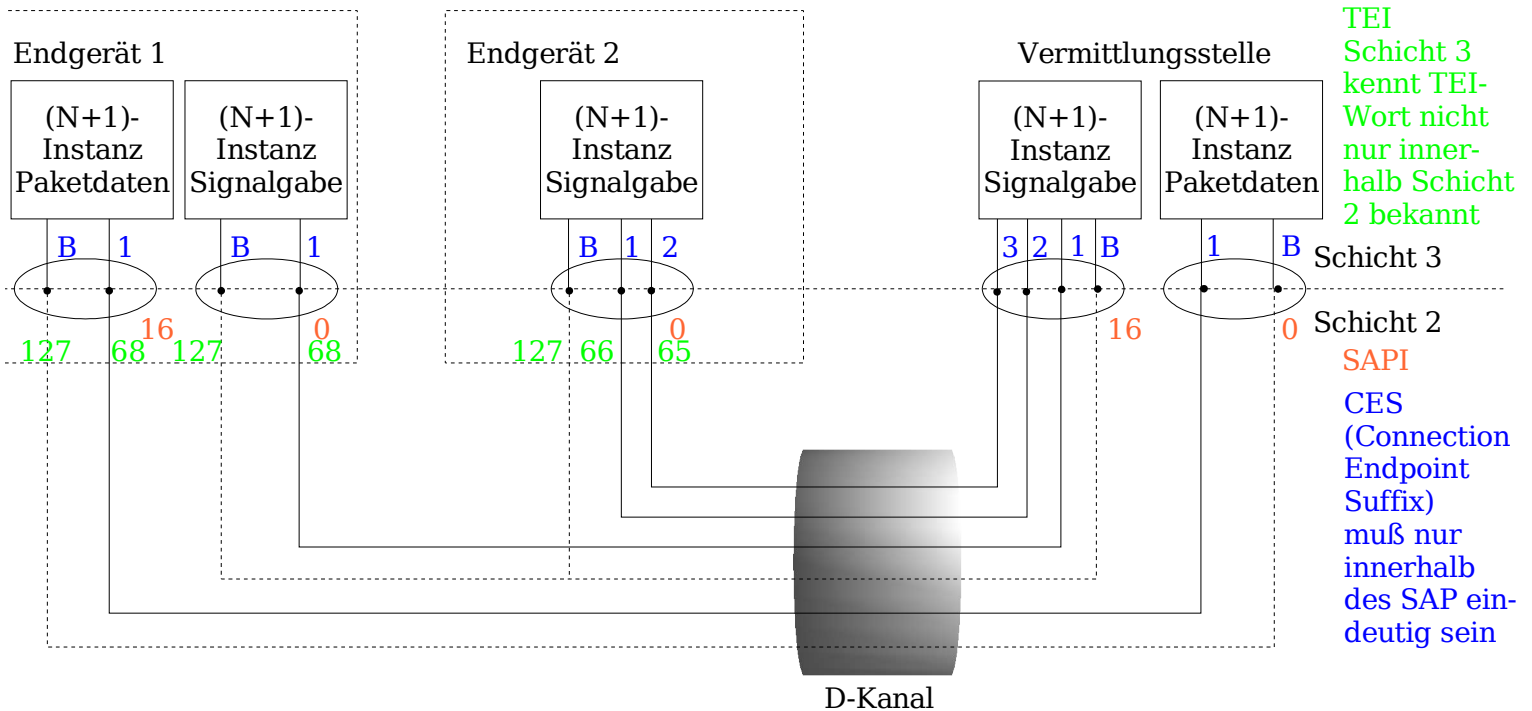 Endgerät 1
Endgerät 2
Vermittlungsstelle
(N+1)-
Instanz
Paketdaten
(N+1)-
Instanz
Signalgabe
(N+1)-
Instanz
Signalgabe
(N+1)-
Instanz
Signalgabe
(N+1)-
Instanz
Paketdaten
TEI
Schicht 3
kennt TEI-
Wort nicht
nur inner-
halb Schicht
2 bekannt
B 1
B 1
B 1 2
3 2 1 B
1 B
Schicht 3
Schicht 2
16
0
0
16
0
127 68
127 68
127 66 65
SAPI
CES
(Connection
Endpoint
Suffix)
muß nur
innerhalb
des SAP ein-
deutig sein
D-Kanal